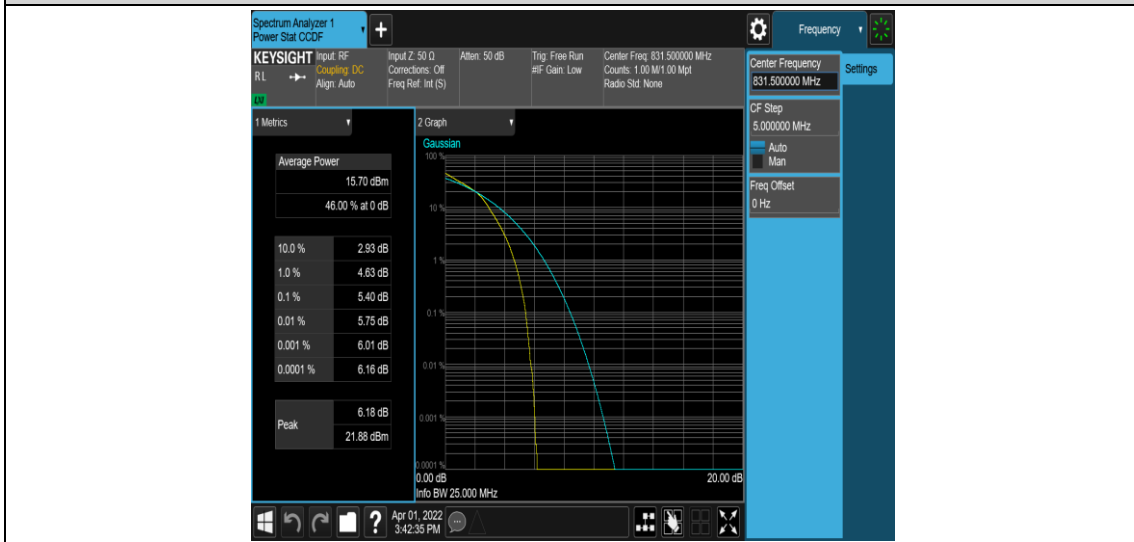 Spectrum Analyzer 1
Power Stat CCDF
+
Frequency
KEYSIGHT
RL
Input: RF
Coupling: DC
Align: Auto
Input Z: 50 Ω
Corrections: Off
Freq Ref: Int (S)
Atten: 50 dB
Trig: Free Run
#IF Gain: Low
Center Freq: 831.500000 MHz
Counts: 1.00 M/1.00 Mpt
Radio Std: None
Center Frequency
831.500000 MHz
Settings
CF Step
5.000000 MHz
Auto
Man
Freq Offset
0 Hz
1 Metrics
Average Power
15.70 dBm
46.00 % at 0 dB
10.0 % 2.93 dB
1.0 % 4.63 dB
0.1 % 5.40 dB
0.01 % 5.75 dB
0.001 % 6.01 dB
0.0001 % 6.16 dB
Peak
6.18 dB
21.88 dBm
2 Graph
Gaussian
100 %
10 %
1 %
0.1 %
0.01 %
0.001 %
0.0001 %
0.00 dB 20.00 dB
Info BW 25.000 MHz
?
Apr 01, 2022
3:42:35 PM